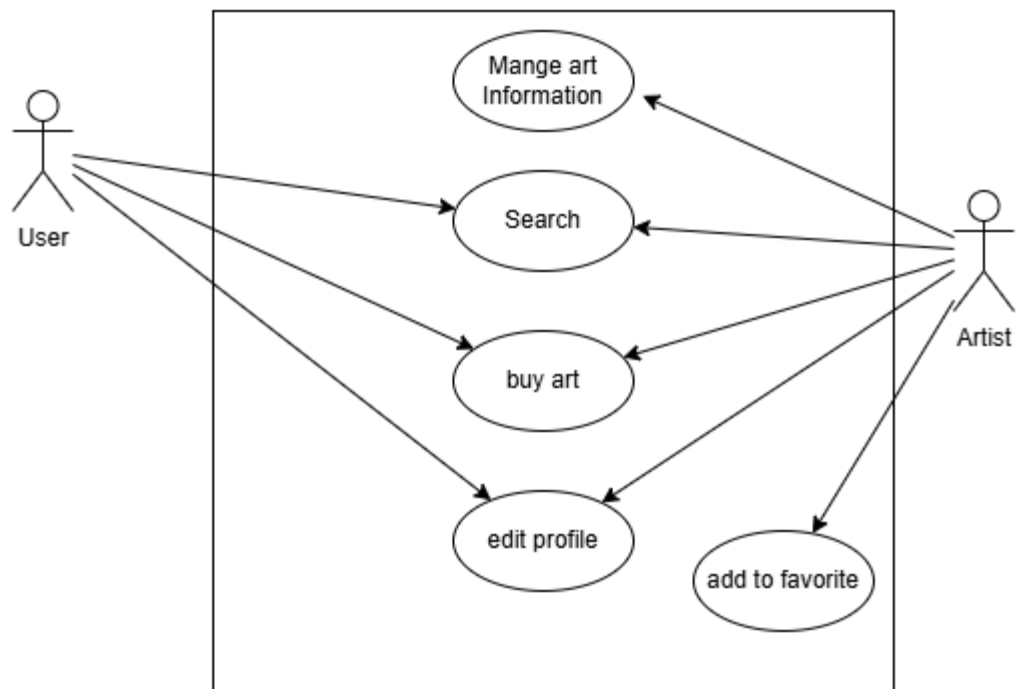 Mange art
Information
User
Search
Artist
buy art
edit profile
add to favorite